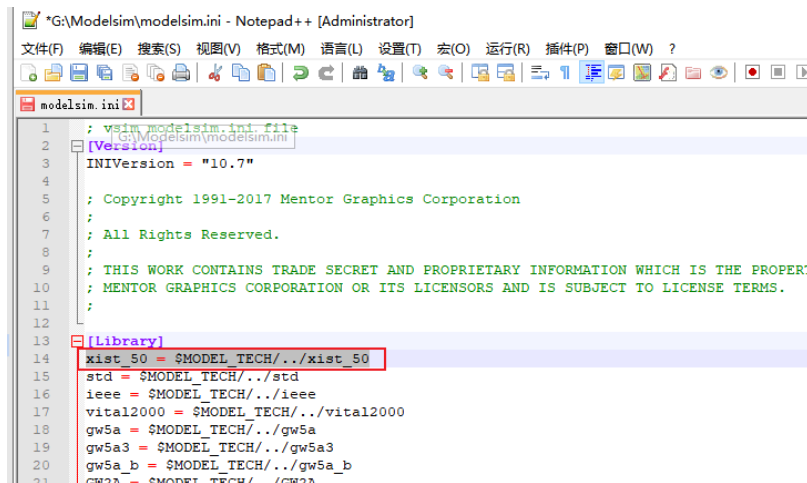 *G:\Modelsim\modelsim.ini - Notepad++ [Administrator]
文件(F) 编辑(E) 搜索(S) 视图(V) 格式(M) 语言(L) 设置(T) 宏(O) 运行(R) 插件(P) 窗口(W) ?
modelsim.ini
1 ; vsim modelsim.ini file
G:\Modelsim\modelsim.ini
2 [Version]
3 INIVersion = "10.7"
4
5 ; Copyright 1991-2017 Mentor Graphics Corporation
6 ;
7 ; All Rights Reserved.
8 ;
9 ; THIS WORK CONTAINS TRADE SECRET AND PROPRIETARY INFORMATION WHICH IS THE PROPERT
10 ; MENTOR GRAPHICS CORPORATION OR ITS LICENSORS AND IS SUBJECT TO LICENSE TERMS.
11 ;
12
13 [Library]
14 xist_50 = $MODEL_TECH/../xist_50
15 std = $MODEL_TECH/../std
16 ieee = $MODEL_TECH/../ieee
17 vital2000 = $MODEL_TECH/../vital2000
18 gw5a = $MODEL_TECH/../gw5a
19 gw5a3 = $MODEL_TECH/../gw5a3
20 gw5a_b = $MODEL_TECH/../gw5a_b
21 GW2A = $MODEL_TECH/../GW2A